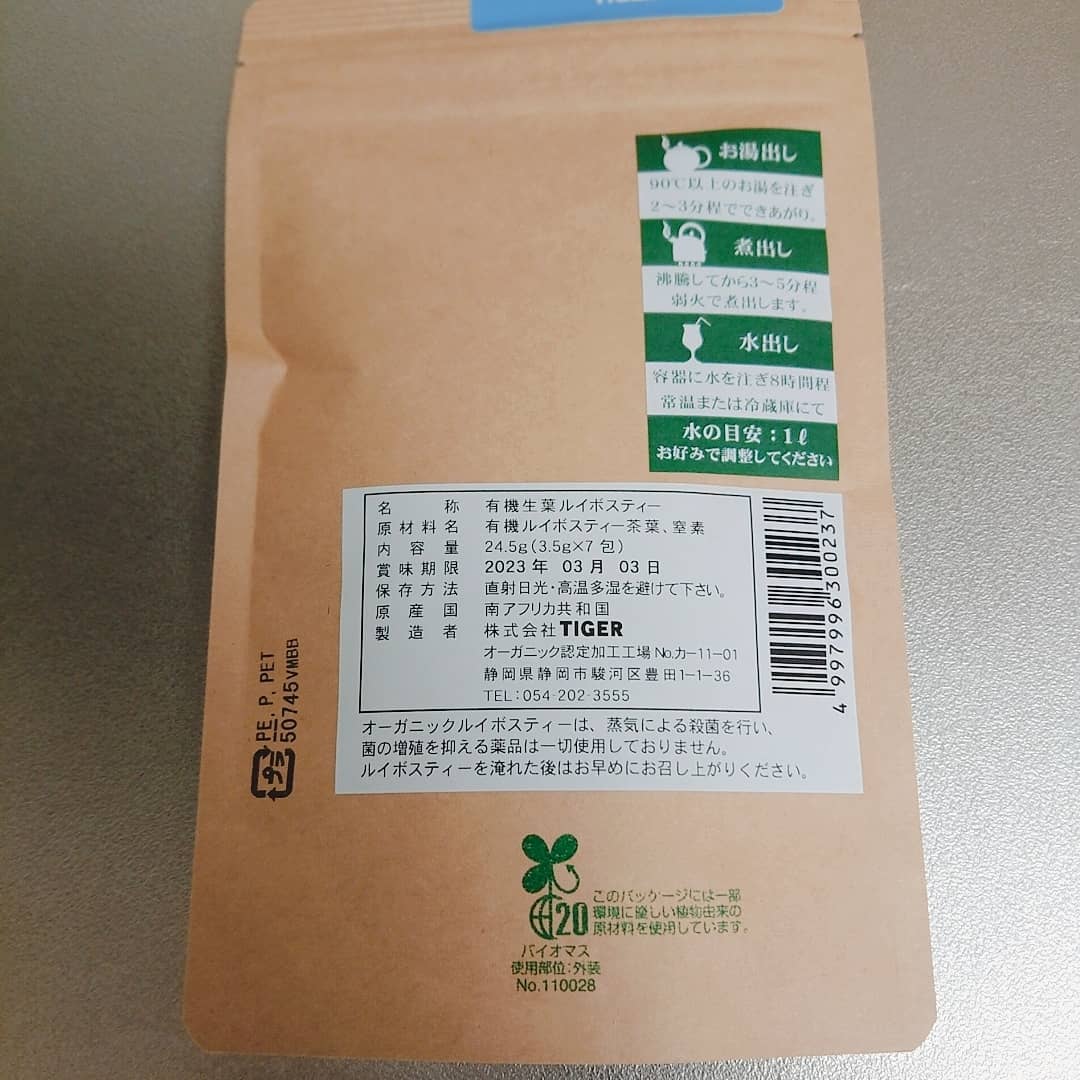 お湯出し
90℃以上のお湯を注ぎ
2〜3分程でできあがり。
煮出し
沸騰してから3〜5分程
弱火で煮出します。
水出し
容器に水を注ぎ8時間程
常温または冷蔵庫にて
水の目安：1ℓ
お好みで調整してください
名称 有機生葉ルイボスティー
原材料名 有機ルイボスティー茶葉、窒素
内容量 24.5g(3.5g×7包)
賞味期限 2023年 03月 03日
保存方法 直射日光・高温多湿を避けて下さい。
原産国 南アフリカ共和国
製造者 株式会社TIGER
オーガニック認定加工工場No.カー11-01
静岡県静岡市駿河区豊田1-1-36
TEL:054-202-3555
4997996300237
オーガニックルイボスティーは、蒸気による殺菌を行い、
菌の増殖を抑える薬品は一切使用しておりません。
ルイボスティーを淹れた後はお早めにお召し上がりください。
プラ
PE, P, PET
50745VMBB
20
このパッケージには一部
環境に優しい植物由来の
原材料を使用しています。
バイオマス
使用部位:外装
No.110028